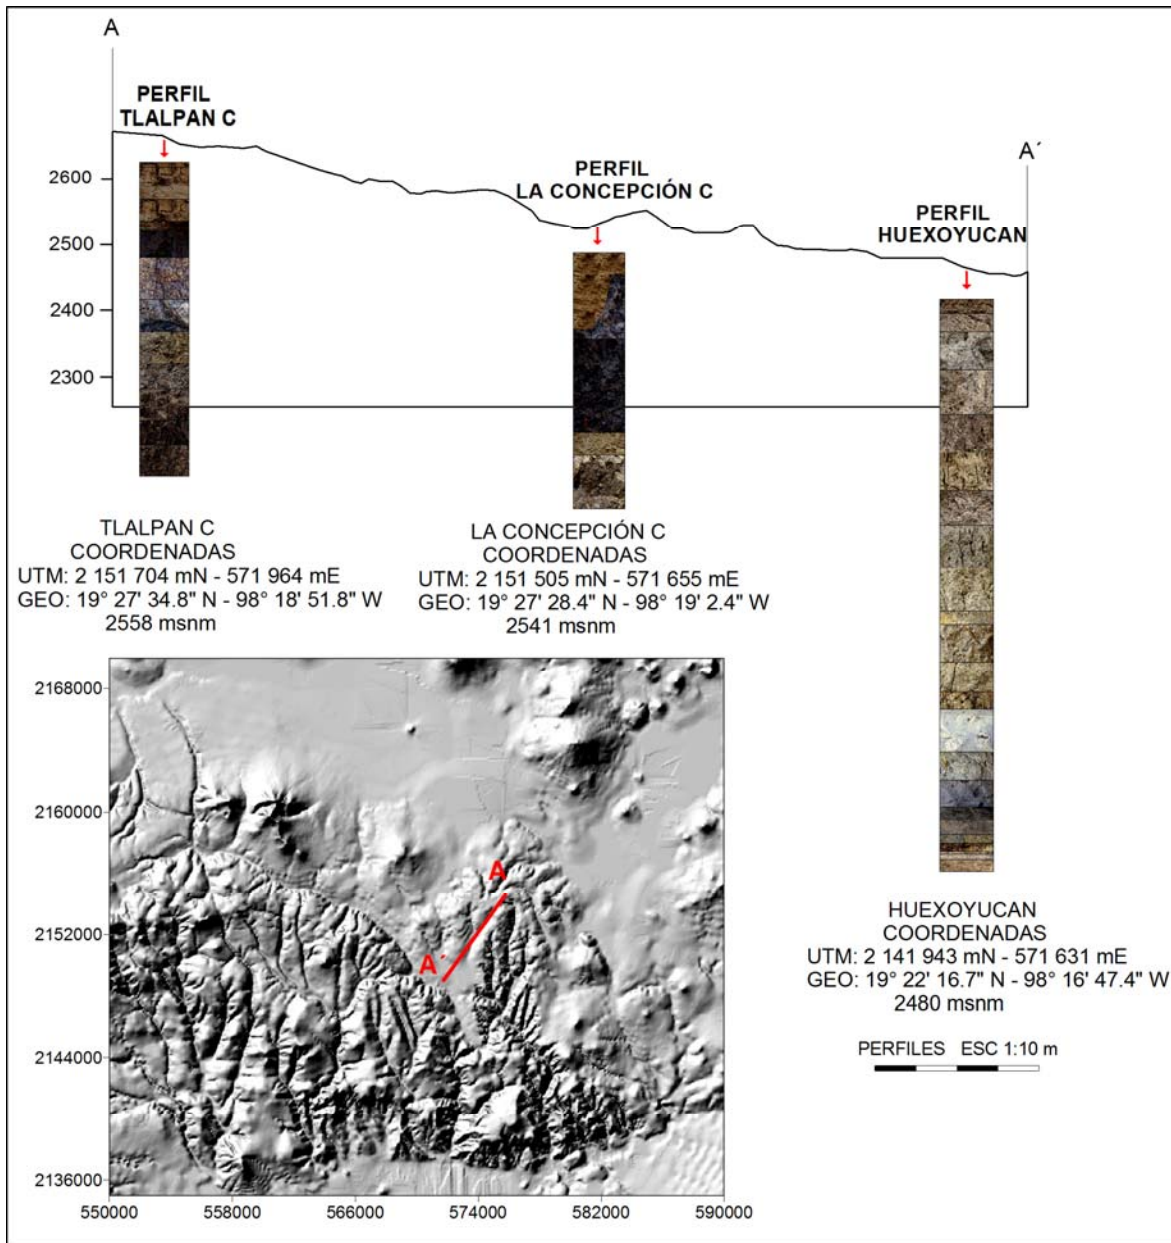 A
PERFIL
TLALPAN C
A´
PERFIL
LA CONCEPCIÓN C
PERFIL
HUEXOYUCAN
2600
2500
2400
2300
TLALPAN C
COORDENADAS
UTM: 2 151 704 mN - 571 964 mE
GEO: 19° 27' 34.8" N - 98° 18' 51.8" W
2558 msnm
LA CONCEPCIÓN C
COORDENADAS
UTM: 2 151 505 mN - 571 655 mE
GEO: 19° 27' 28.4" N - 98° 19' 2.4" W
2541 msnm
HUEXOYUCAN
COORDENADAS
UTM: 2 141 943 mN - 571 631 mE
GEO: 19° 22' 16.7" N - 98° 16' 47.4" W
2480 msnm
PERFILES ESC 1:10 m
2168000
2160000
2152000
2144000
2136000
A
A´
550000
558000
566000
574000
582000
590000